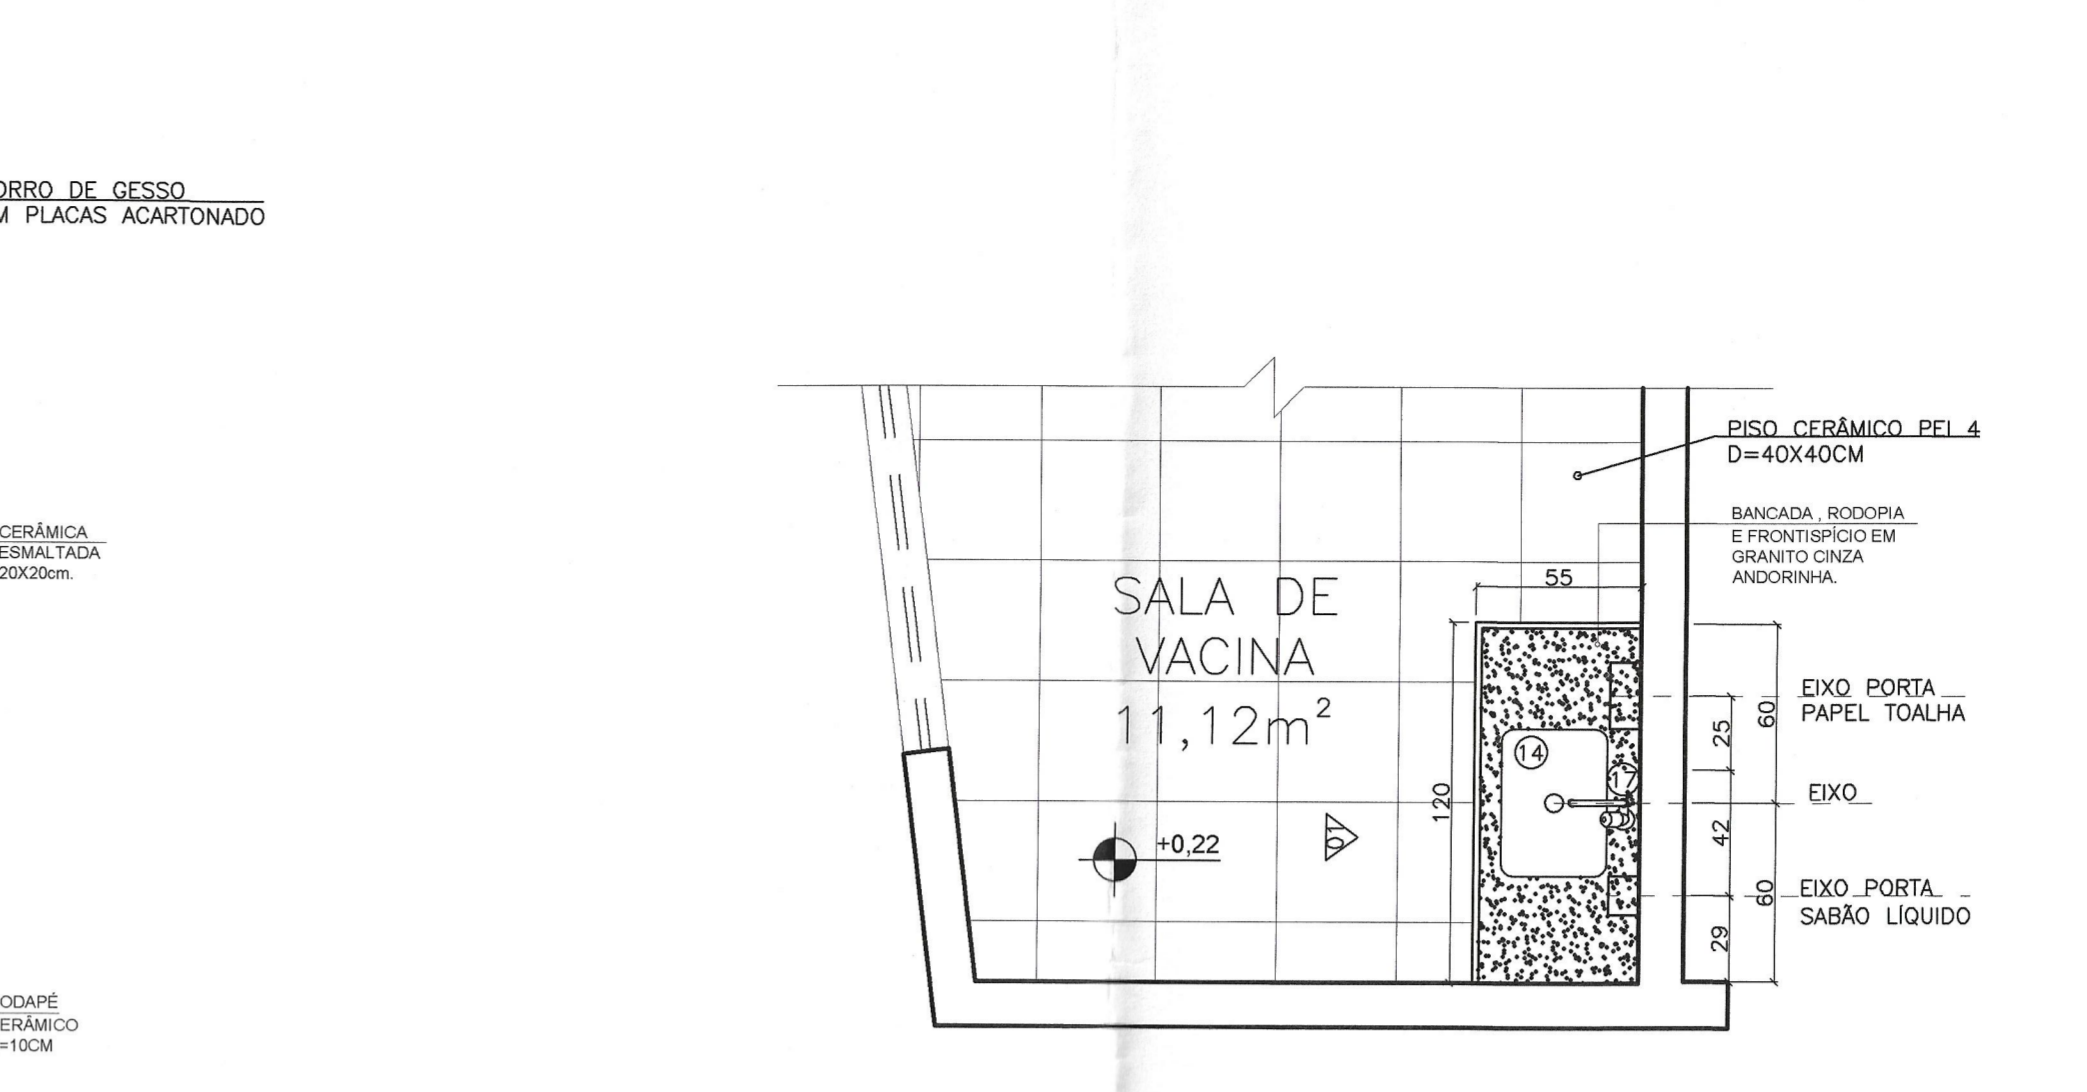 ORRO DE GESSO
M PLACAS ACARTONADO
CERÂMICA
ESMALTADA
20X20cm.
ODAPÉ
ERÂMICO
=10CM
SALA DE
VACINA
11,12m²
+0,22
01
55
120
14
17
PISO CERÂMICO PEI 4
D=40X40CM
BANCADA , RODOPIA
E FRONTISPÍCIO EM
GRANITO CINZA
ANDORINHA.
25
42
29
60
60
EIXO PORTA
PAPEL TOALHA
EIXO
EIXO PORTA
SABÃO LÍQUIDO